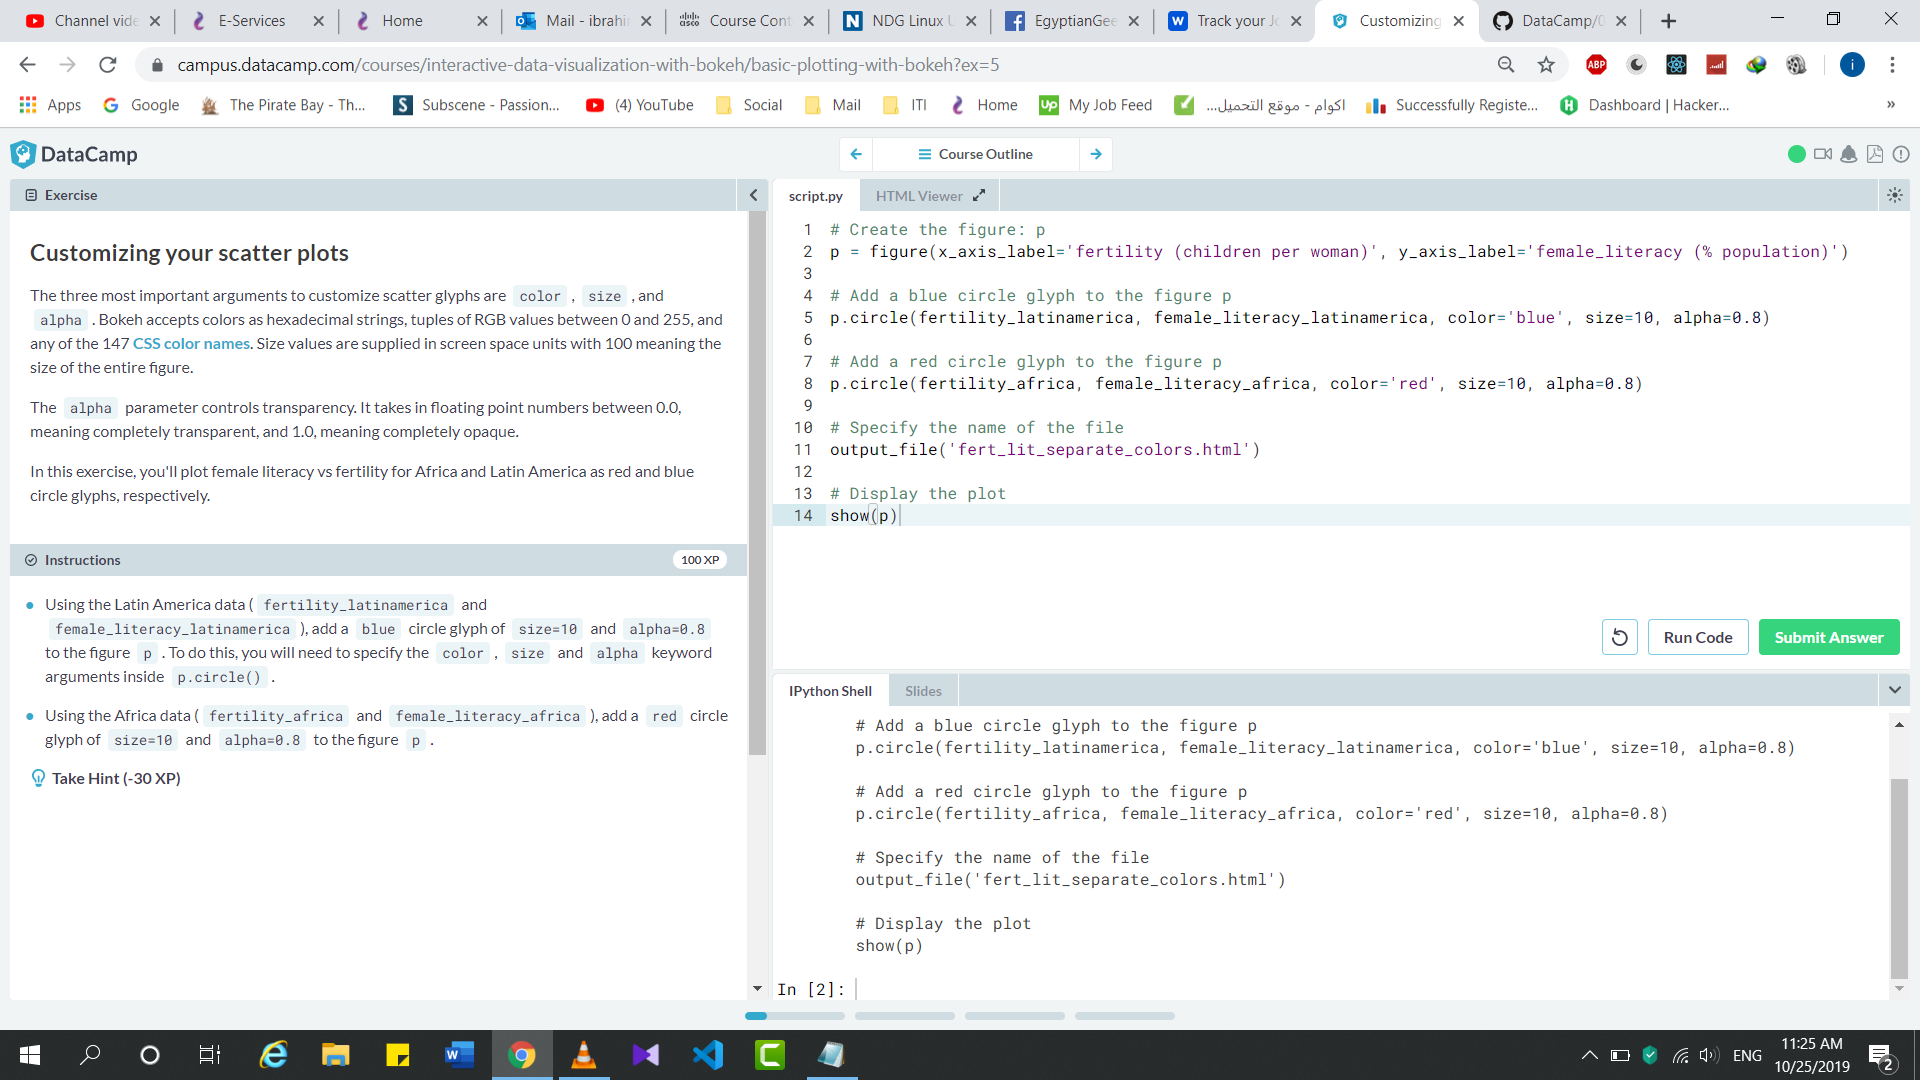 Channel vide
E-Services
Home
Mail - ibrahi
Course Cont
NDG Linux U
EgyptianGee
Track your Jo
Customizing
DataCamp/0
campus.datacamp.com/courses/interactive-data-visualization-with-bokeh/basic-plotting-with-bokeh?ex=5
Apps
Google
The Pirate Bay - Th...
Subscene - Passion...
(4) YouTube
Social
Mail
ITI
Home
My Job Feed
اكوام - موقع التحميل...
Successfully Registe...
Dashboard | Hacker...
DataCamp
Course Outline
Exercise
Customizing your scatter plots
The three most important arguments to customize scatter glyphs are color , size , and
alpha . Bokeh accepts colors as hexadecimal strings, tuples of RGB values between 0 and 255, and
any of the 147 CSS color names. Size values are supplied in screen space units with 100 meaning the
size of the entire figure.
The alpha parameter controls transparency. It takes in floating point numbers between 0.0,
meaning completely transparent, and 1.0, meaning completely opaque.
In this exercise, you'll plot female literacy vs fertility for Africa and Latin America as red and blue
circle glyphs, respectively.
Instructions
100 XP
Using the Latin America data ( fertility_latinamerica and
female_literacy_latinamerica ), add a blue circle glyph of size=10 and alpha=0.8
to the figure p . To do this, you will need to specify the color , size and alpha keyword
arguments inside p.circle() .
Using the Africa data ( fertility_africa and female_literacy_africa ), add a red circle
glyph of size=10 and alpha=0.8 to the figure p .
Take Hint (-30 XP)
script.py
HTML Viewer
1 # Create the figure: p
2 p = figure(x_axis_label='fertility (children per woman)', y_axis_label='female_literacy (% population)')
3
4 # Add a blue circle glyph to the figure p
5 p.circle(fertility_latinamerica, female_literacy_latinamerica, color='blue', size=10, alpha=0.8)
6
7 # Add a red circle glyph to the figure p
8 p.circle(fertility_africa, female_literacy_africa, color='red', size=10, alpha=0.8)
9
10 # Specify the name of the file
11 output_file('fert_lit_separate_colors.html')
12
13 # Display the plot
14 show(p)
Run Code
Submit Answer
IPython Shell
Slides
# Add a blue circle glyph to the figure p
p.circle(fertility_latinamerica, female_literacy_latinamerica, color='blue', size=10, alpha=0.8)
# Add a red circle glyph to the figure p
p.circle(fertility_africa, female_literacy_africa, color='red', size=10, alpha=0.8)
# Specify the name of the file
output_file('fert_lit_separate_colors.html')
# Display the plot
show(p)
In [2]:
ENG
11:25 AM
10/25/2019
2